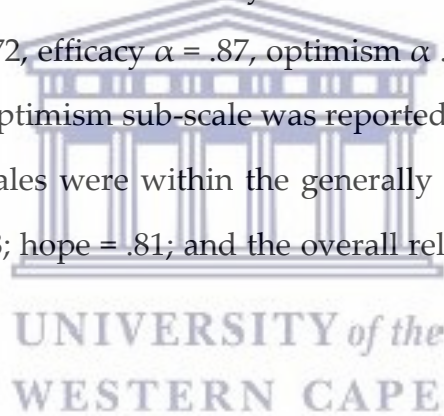 72, efficacy α = .87, optimism α .
ptimism sub-scale was reported
ales were within the generally
; hope = .81; and the overall rel
UNIVERSITY of the
WESTERN CAPE